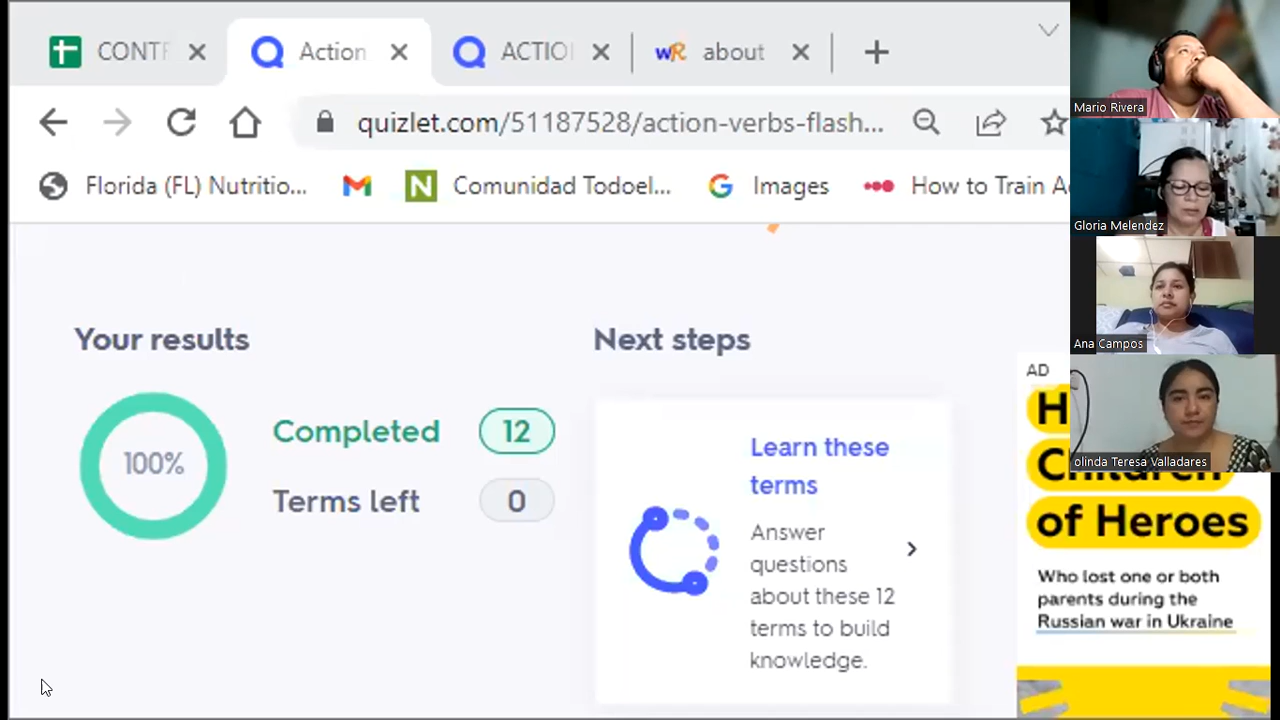 CONTR
Action
ACTIO
wR about
quizlet.com/51187528/action-verbs-flash...
Florida (FL) Nutritio...
N Comunidad Todoel...
G Images
How to Train A
Your results
100%
Completed 12
Terms left 0
Next steps
Learn these
terms
Answer
questions
about these 12
terms to build
knowledge.
AD
H
Children
of Heroes
Who lost one or both
parents during the
Russian war in Ukraine
Mario Rivera
Gloria Melendez
Ana Campos
olinda Teresa Valladares